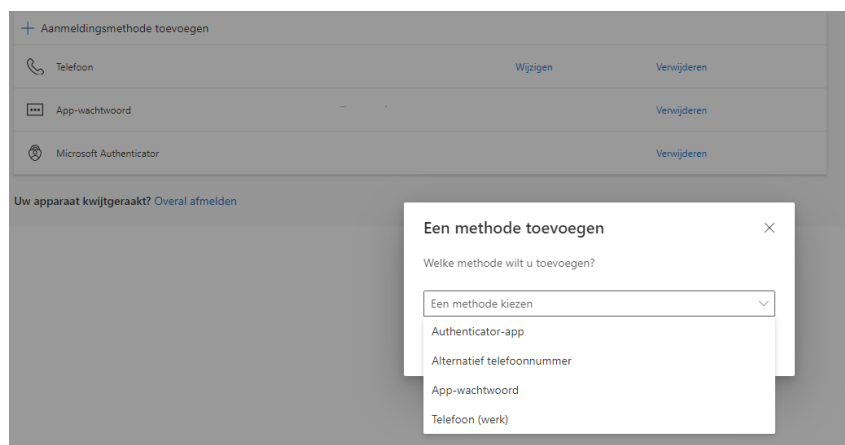 Aanmeldingsmethode toevoegen
Telefoon Wijzigen Verwijderen
App-wachtwoord Verwijderen
Microsoft Authenticator Verwijderen
Uw apparaat kwijtgeraakt? Overal afmelden
Een methode toevoegen
Welke methode wilt u toevoegen?
Een methode kiezen
Authenticator-app
Alternatief telefoonnummer
App-wachtwoord
Telefoon (werk)